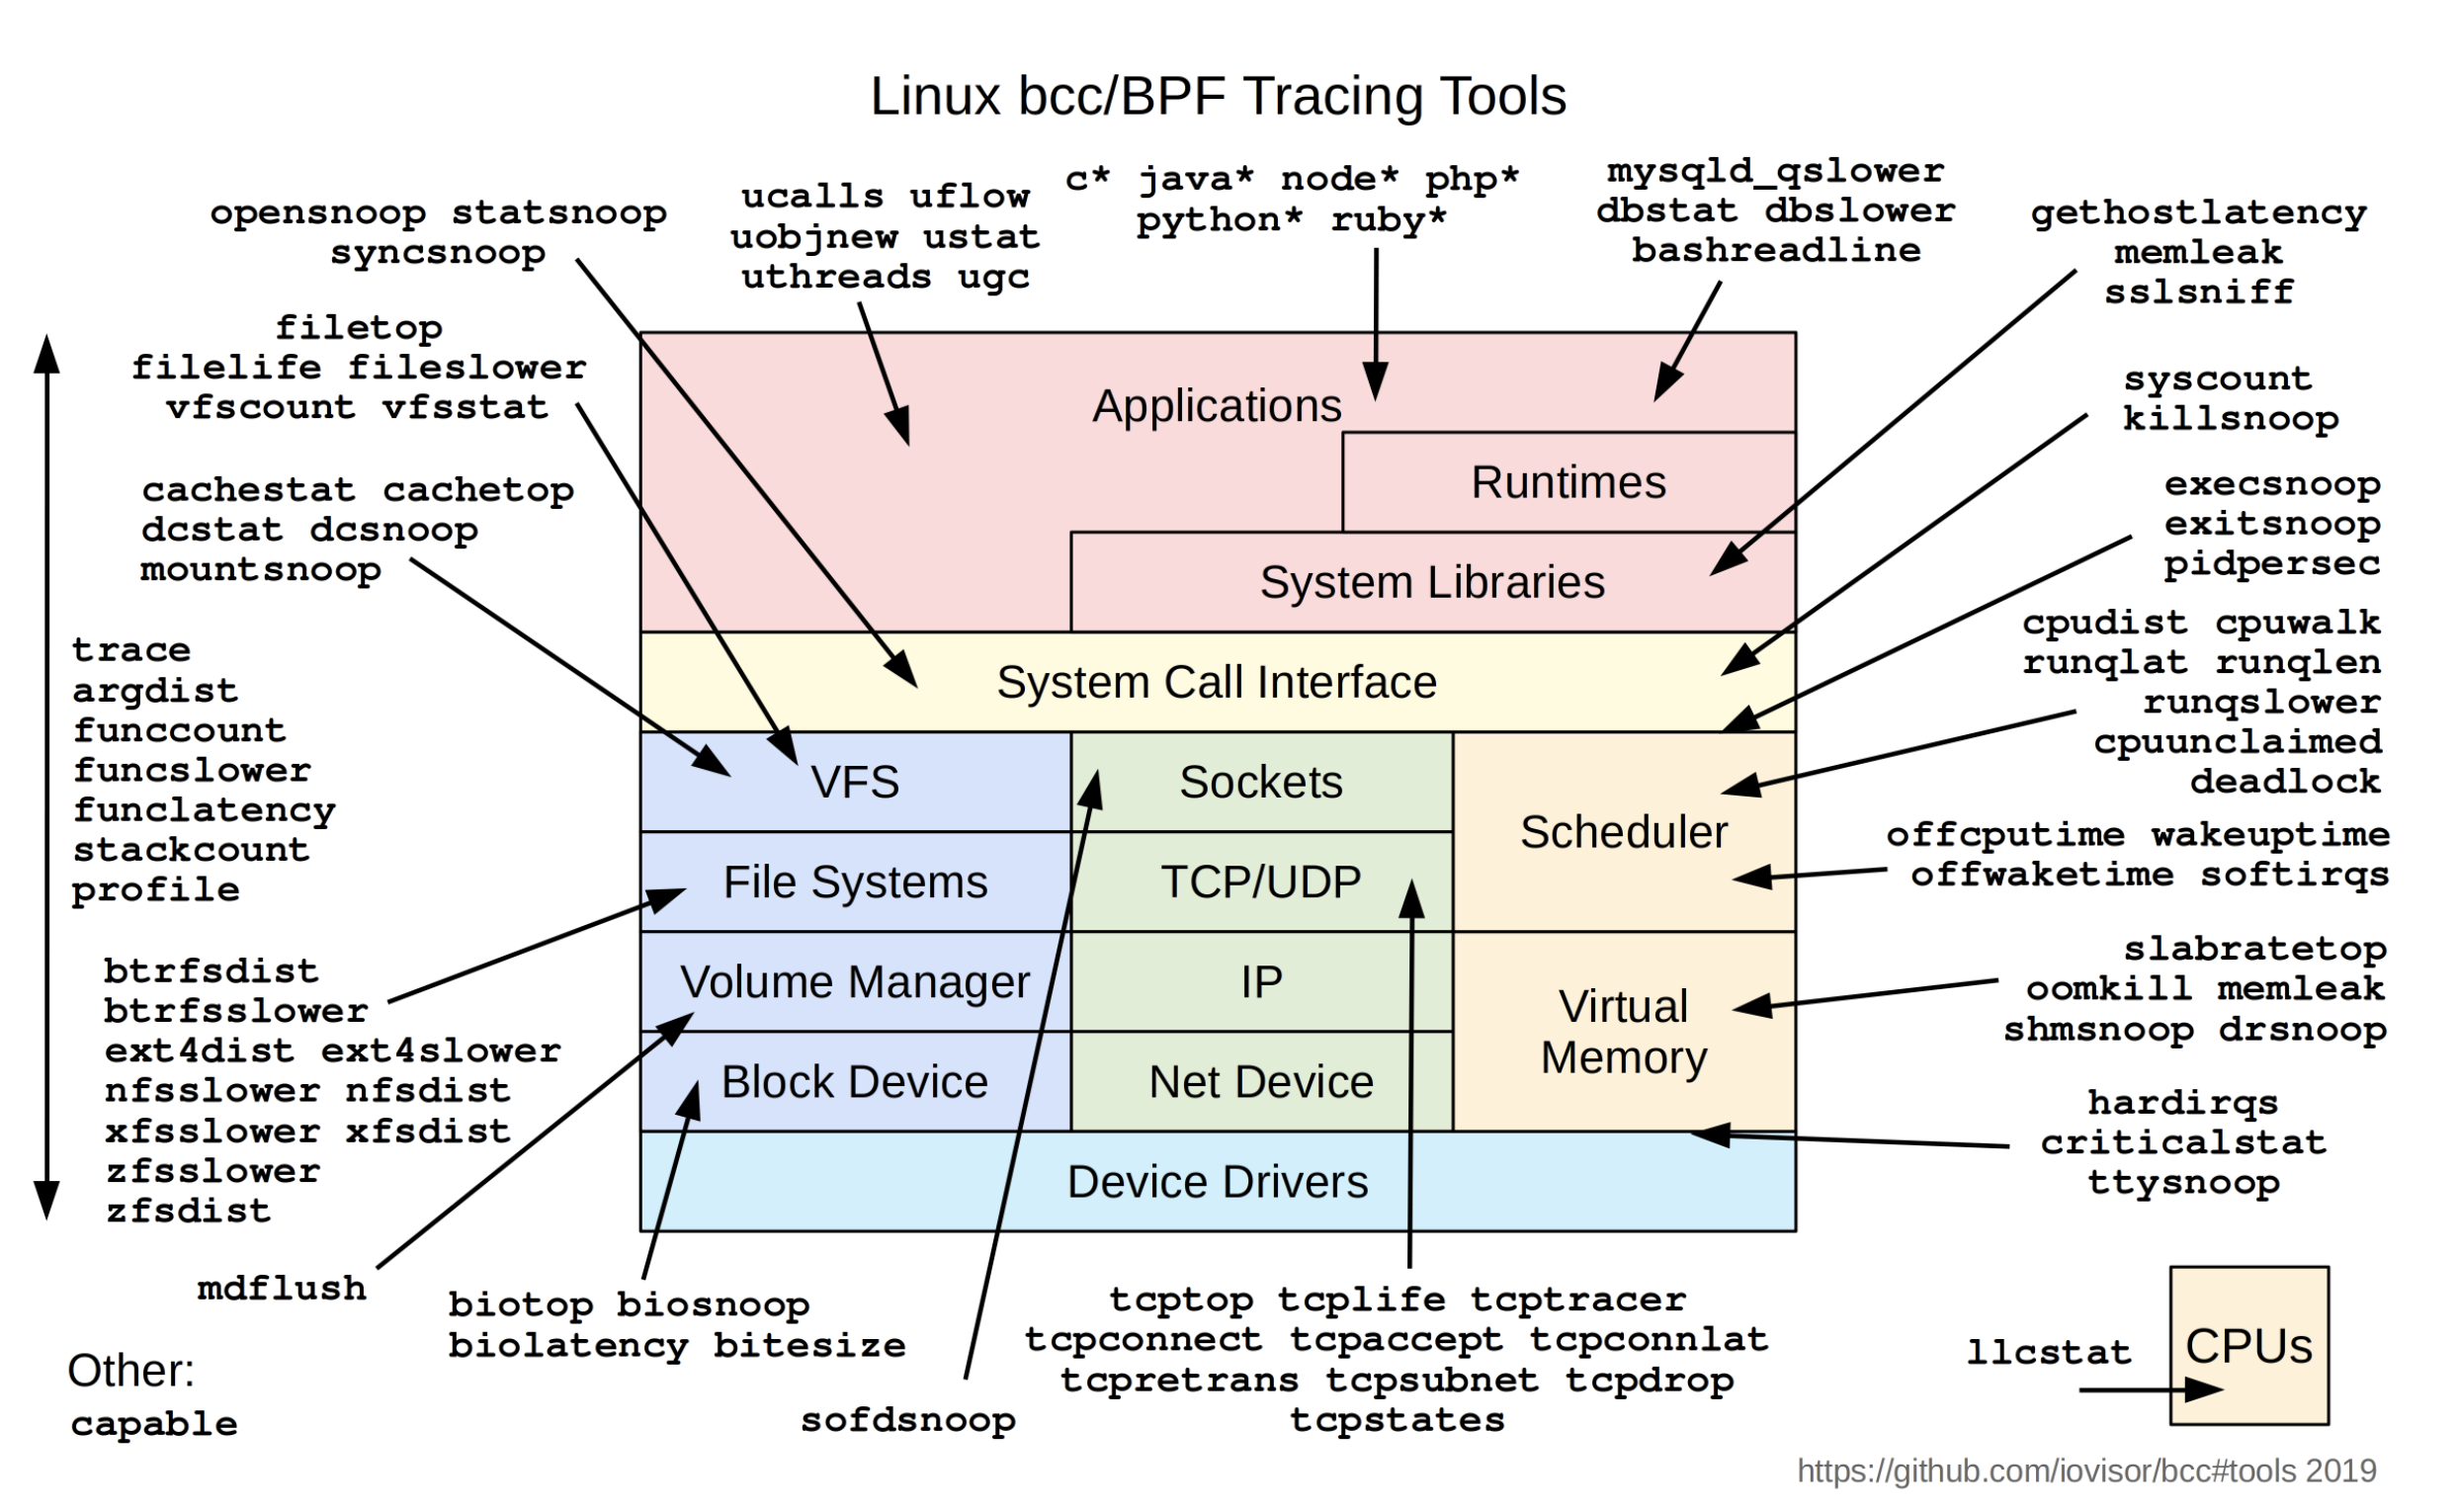 Linux bcc/BPF Tracing Tools
opensnoop statsnoop
syncsnoop
ucalls uflow
uobjnew ustat
uthreads ugc
c* java* node* php*
python* ruby*
mysqld_qslower
dbstat dbslower
bashreadline
gethostlatency
memleak
sslsniff
filetop
filelife fileslower
vfscount vfsstat
syscount
killsnoop
cachestat cachetop
dcstat dcsnoop
mountsnoop
execsnoop
exitsnoop
pidpersec
trace
argdist
funccount
funcslower
funclatency
stackcount
profile
cpudist cpuwalk
runqlat runqlen
runqslower
cpuunclaimed
deadlock
offcputime wakeuptime
offwaketime softirqs
Applications
Runtimes
System Libraries
System Call Interface
VFS
Sockets
Scheduler
File Systems
TCP/UDP
Volume Manager
IP
Virtual
Memory
Block Device
Net Device
Device Drivers
btrfsdist
btrfsslower
ext4dist ext4slower
nfsslower nfsdist
xfsslower xfsdist
zfsslower
zfsdist
slabratetop
oomkill memleak
shmsnoop drsnoop
hardirqs
criticalstat
ttysnoop
mdflush
biotop biosnoop
biolatency bitesize
sofdsnoop
tcptop tcplife tcptracer
tcpconnect tcpaccept tcpconnlat
tcpretrans tcpsubnet tcpdrop
tcpstates
llcstat
CPUs
Other:
capable
https://github.com/iovisor/bcc#tools 2019